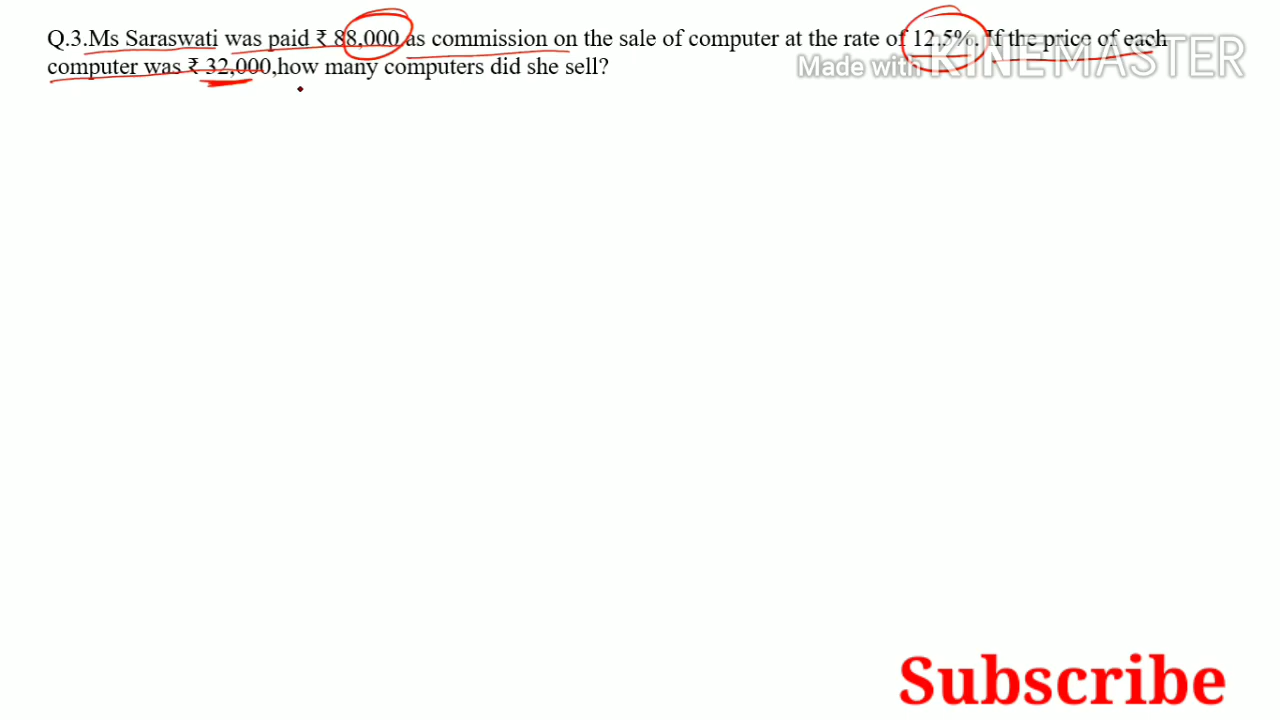 Q.3.Ms Saraswati was paid ₹ 88,000 as commission on the sale of computer at the rate of 12.5%. If the price of each
computer was ₹ 32,000,how many computers did she sell?
Made with KINEMASTER
Subscribe